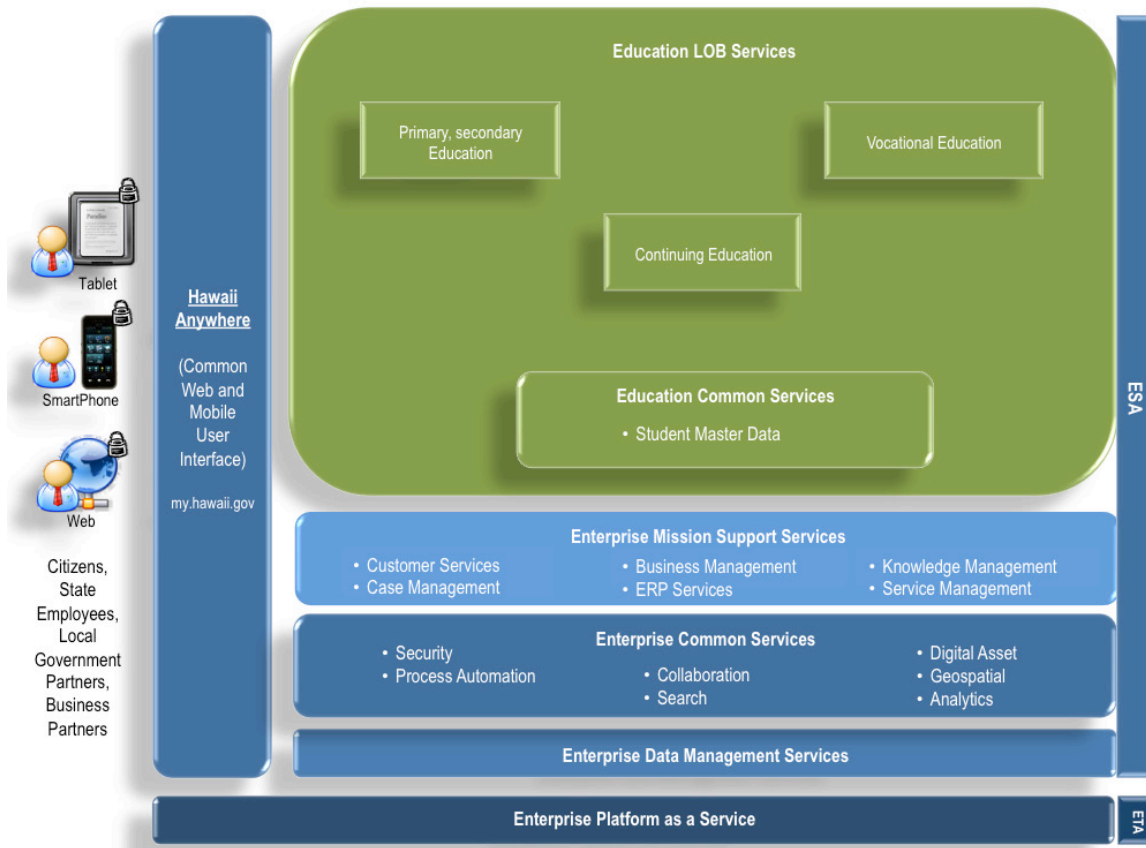 Tablet
SmartPhone
Web
Citizens,
State
Employees,
Local
Government
Partners,
Business
Partners
Hawaii
Anywhere
(Common
Web and
Mobile
User
Interface)
my.hawaii.gov
Education LOB Services
Primary, secondary
Education
Vocational Education
Continuing Education
Education Common Services
• Student Master Data
Enterprise Mission Support Services
• Customer Services
• Case Management
• Business Management
• ERP Services
• Knowledge Management
• Service Management
Enterprise Common Services
• Security
• Process Automation
• Collaboration
• Search
• Digital Asset
• Geospatial
• Analytics
Enterprise Data Management Services
Enterprise Platform as a Service
ESA
ETA